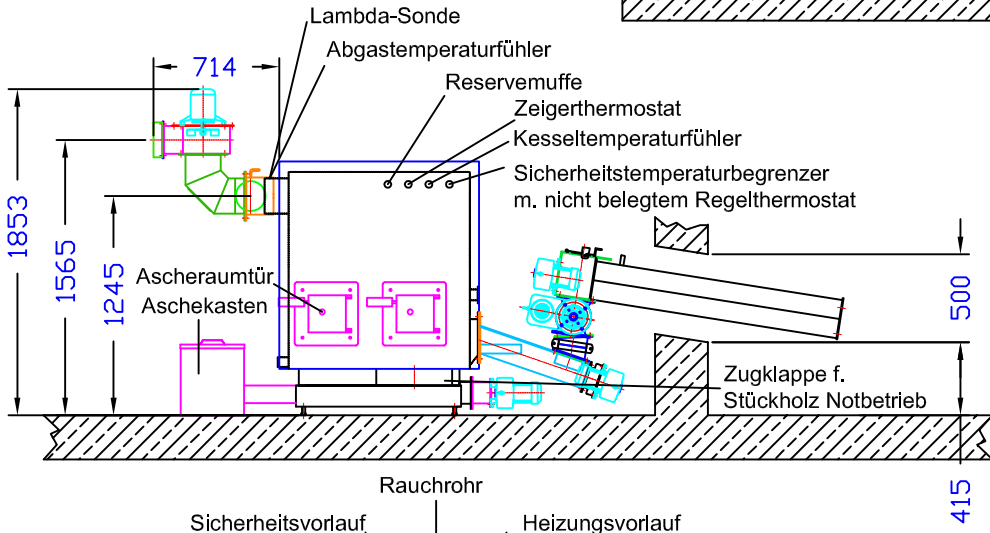 Lambda-Sonde
Abgastemperaturfühler
714
Reservemuffe
Zeigerthermostat
Kesseltemperaturfühler
Sicherheitstemperaturbegrenzer
m. nicht belegtem Regelthermostat
1853
1565
1245
Ascheraumtür
Aschekasten
500
Zugklappe f.
Stückholz Notbetrieb
415
Rauchrohr
Sicherheitsvorlauf
Heizungsvorlauf